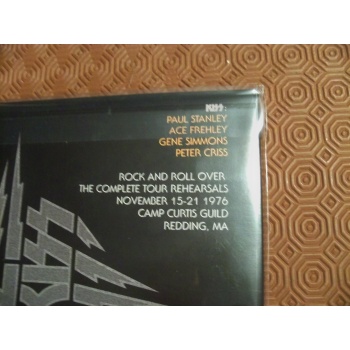 KISS:
PAUL STANLEY
ACE FREHLEY
GENE SIMMONS
PETER CRISS
ROCK AND ROLL OVER
THE COMPLETE TOUR REHEARSALS
NOVEMBER 15-21 1976
CAMP CURTIS GUILD
REDDING, MA